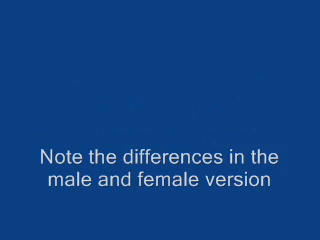 Note the differences in the
male and female version